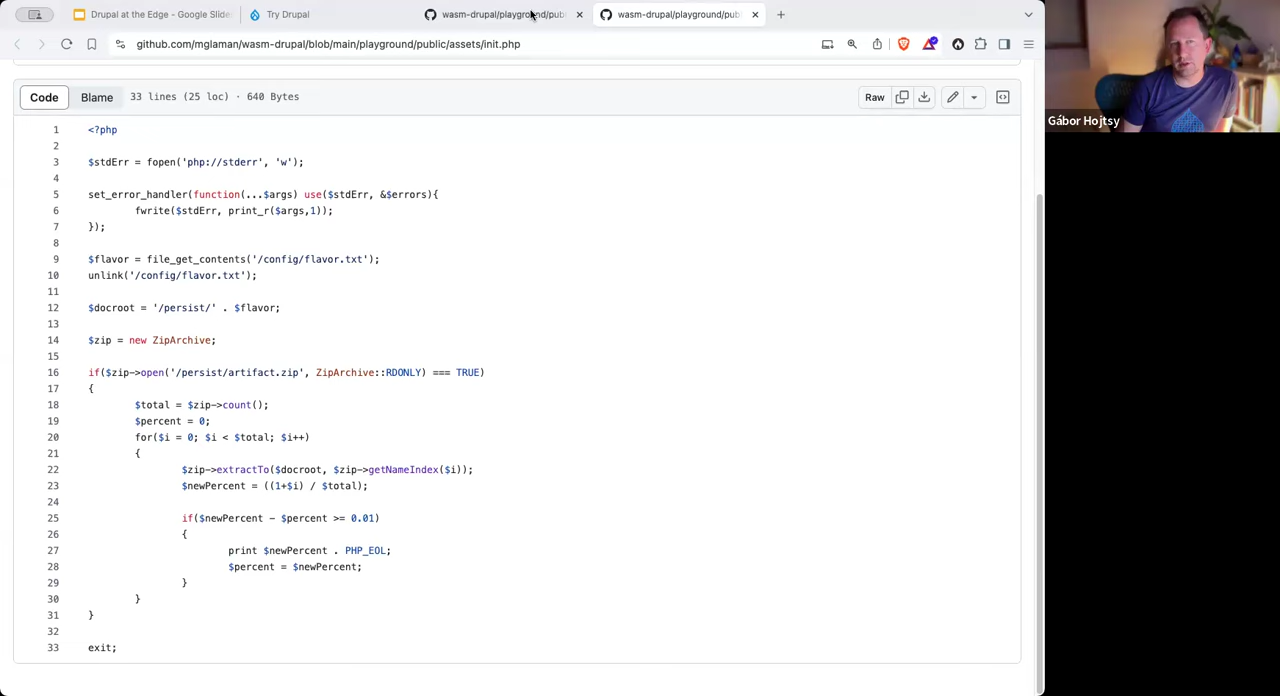 Drupal at the Edge - Google Slide
Try Drupal
wasm-drupal/playground/pub
wasm-drupal/playground/pub
github.com/mglaman/wasm-drupal/blob/main/playground/public/assets/init.php
Code
Blame
33 lines (25 loc) · 640 Bytes
Raw
1 <?php
2
3 $stdErr = fopen('php://stderr', 'w');
4
5 set_error_handler(function(...$args) use($stdErr, &$errors){
6 fwrite($stdErr, print_r($args,1));
7 });
8
9 $flavor = file_get_contents('/config/flavor.txt');
10 unlink('/config/flavor.txt');
11
12 $docroot = '/persist/' . $flavor;
13
14 $zip = new ZipArchive;
15
16 if($zip->open('/persist/artifact.zip', ZipArchive::RDONLY) === TRUE)
17 {
18 $total = $zip->count();
19 $percent = 0;
20 for($i = 0; $i < $total; $i++)
21 {
22 $zip->extractTo($docroot, $zip->getNameIndex($i));
23 $newPercent = ((1+$i) / $total);
24
25 if($newPercent - $percent >= 0.01)
26 {
27 print $newPercent . PHP_EOL;
28 $percent = $newPercent;
29 }
30 }
31 }
32
33 exit;
Gábor Hojtsy